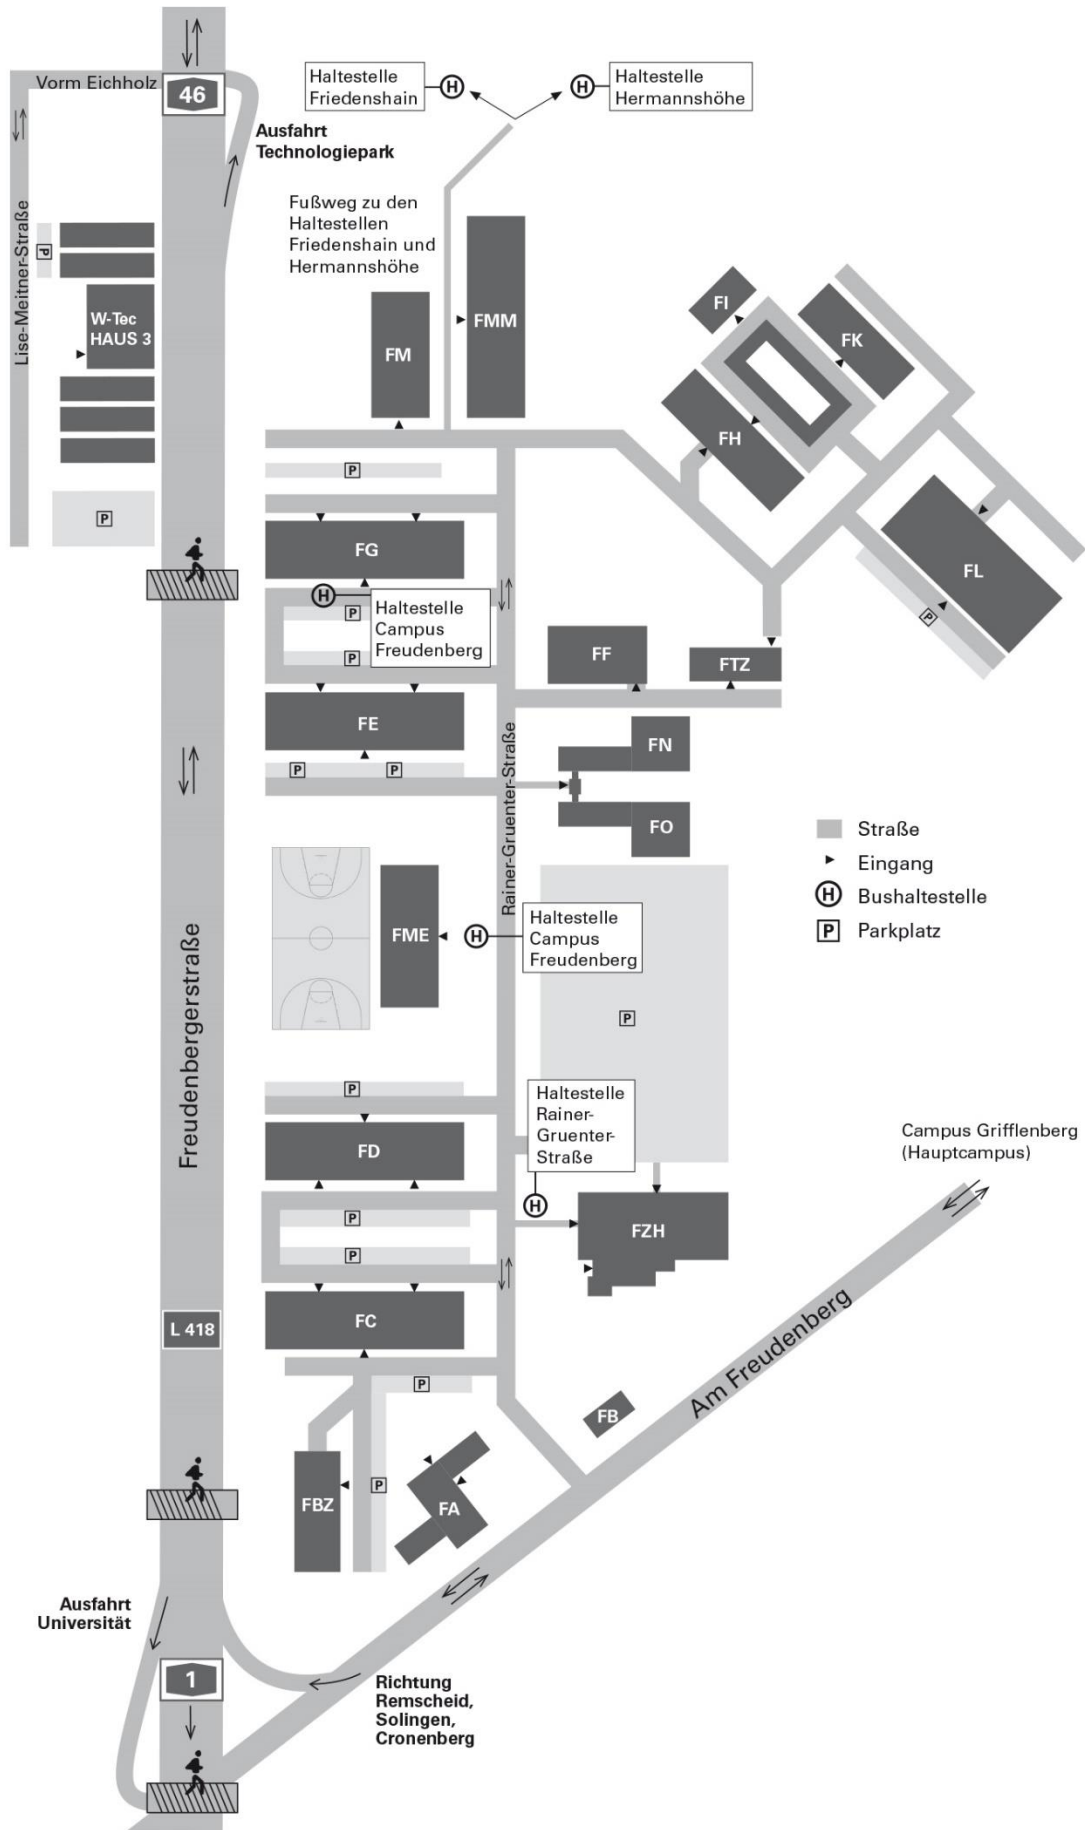 Vorm Eichholz
46
Ausfahrt
Technologiepark
Haltestelle
Friedenshain
H
H
Haltestelle
Hermannshöhe
Fußweg zu den
Haltestellen
Friedenshain und
Hermannshöhe
Lise-Meitner-Straße
P
W-Tec
HAUS 3
P
FM
FMM
FI
FK
FH
FL
P
P
FG
H
Haltestelle
Campus
Freudenberg
P
P
FE
P
P
FF
FTZ
FN
FO
Rainer-Gruenter-Straße
Straße
Eingang
H
Bushaltestelle
P
Parkplatz
FME
H
Haltestelle
Campus
Freudenberg
P
Freudenbergerstraße
P
FD
Haltestelle
Rainer-
Gruenter-
Straße
H
P
P
FZH
Campus Grifflenberg
(Hauptcampus)
FC
L 418
P
Am Freudenberg
FB
FBZ
P
FA
Ausfahrt
Universität
1
Richtung
Remscheid,
Solingen,
Cronenberg